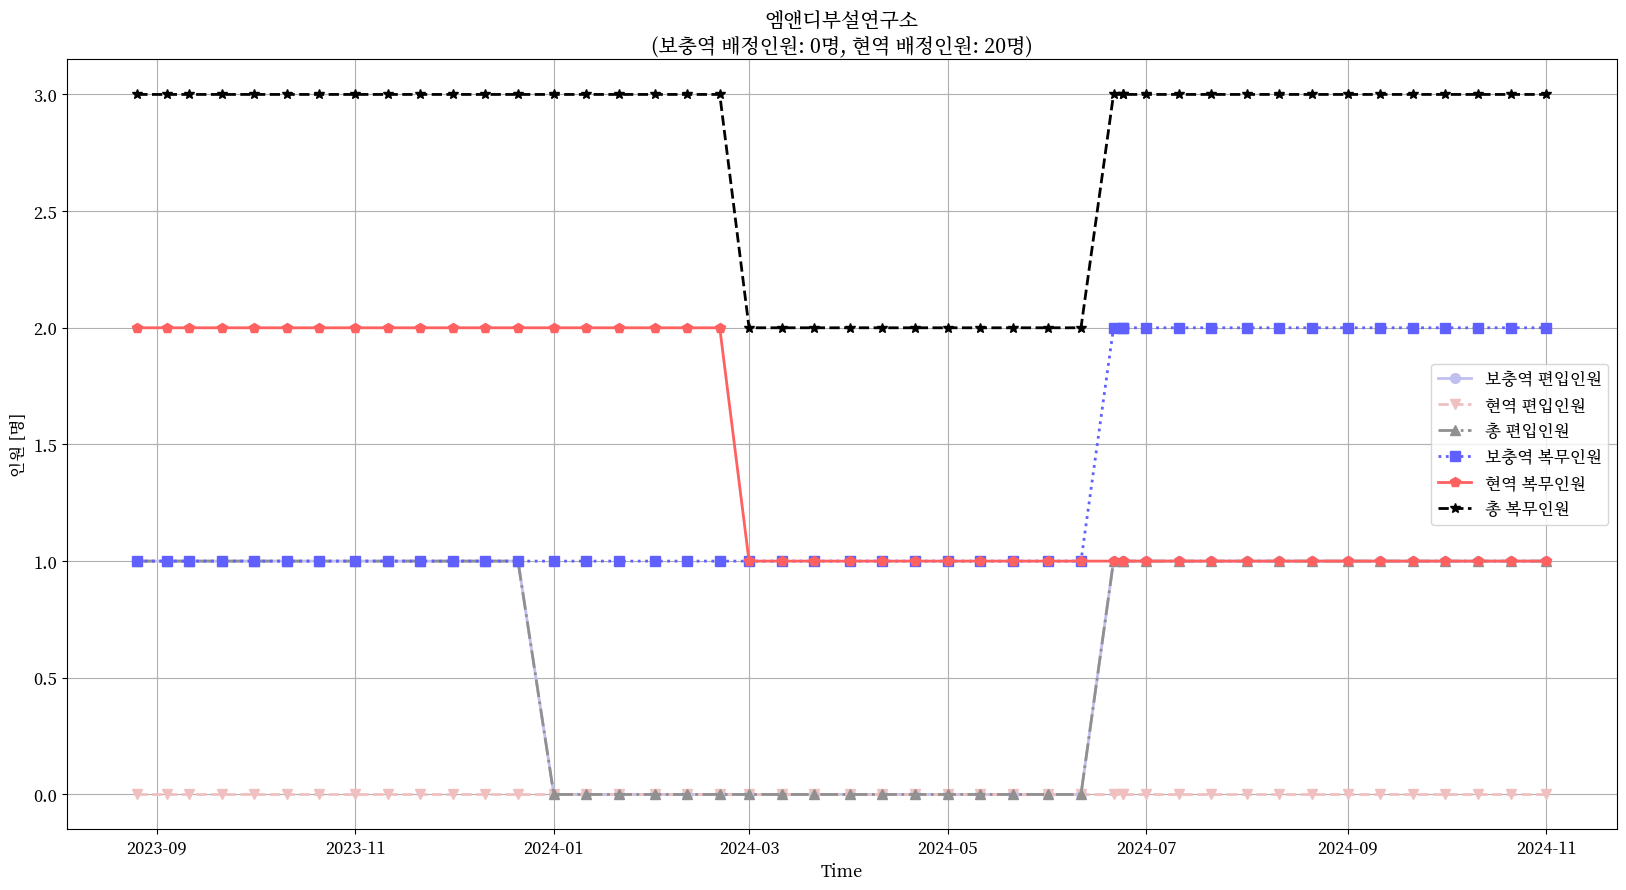 엠앤디부설연구소
(보충역 배정인원: 0명, 현역 배정인원: 20명)
인원 [명]
3.0
2.5
2.0
1.5
1.0
0.5
0.0
보충역 편입인원
현역 편입인원
총 편입인원
보충역 복무인원
현역 복무인원
총 복무인원
2023-09 2023-11 2024-01 2024-03 2024-05 2024-07 2024-09 2024-11
Time